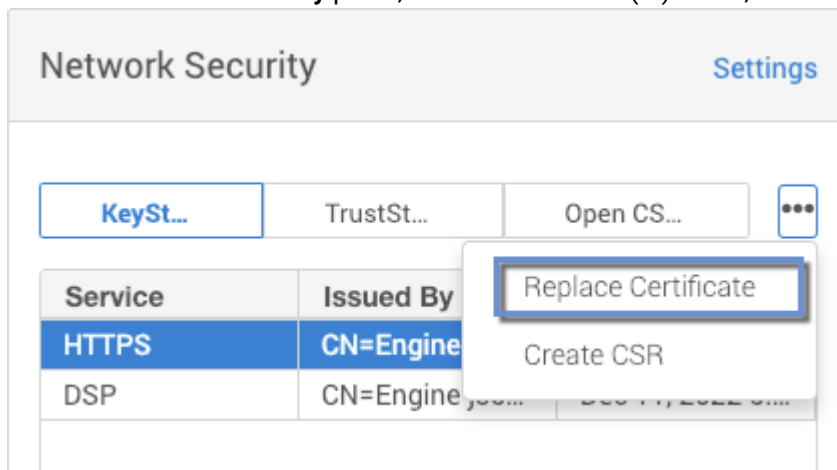 Network Security Settings
KeySt... TrustSt... Open CS... •••
Replace Certificate
Service Issued By
HTTPS CN=Engine
Create CSR
DSP CN=Engine